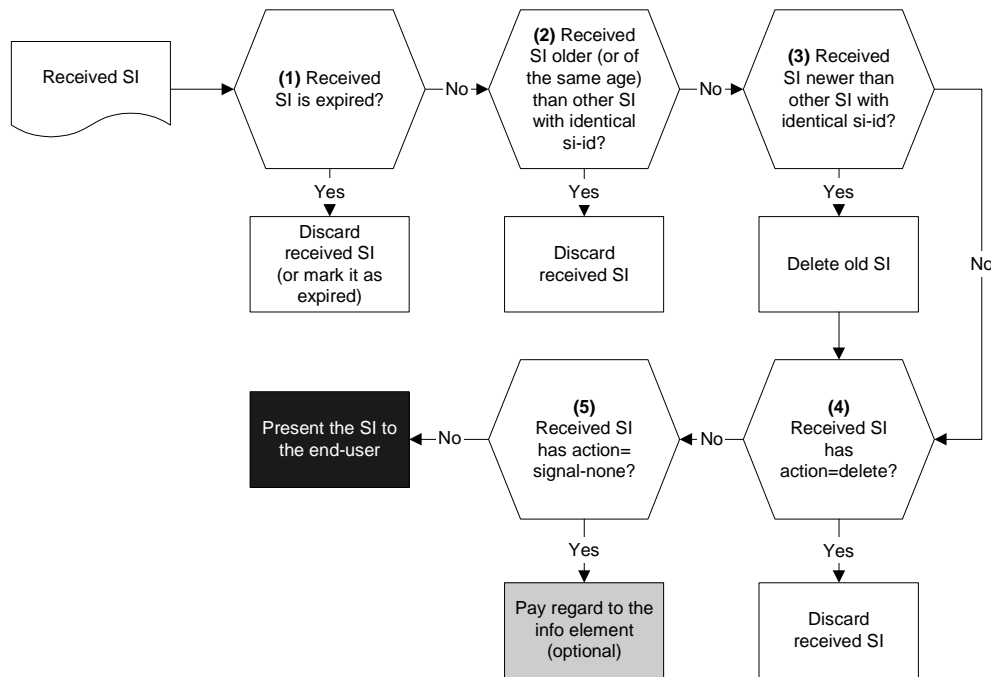 Received SI
(1) Received
SI is expired?
No
(2) Received
SI older (or of
the same age)
than other SI
with identical
si-id?
No
(3) Received
SI newer than
other SI with
identical si-id?
Yes
Yes
Yes
Discard
received SI
(or mark it as
expired)
Discard
received SI
Delete old SI
No
Present the SI to
the end-user
No
(5)
Received SI
has action=
signal-none?
No
(4)
Received SI
has
action=delete?
Yes
Yes
Pay regard to the
info element
(optional)
Discard
received SI